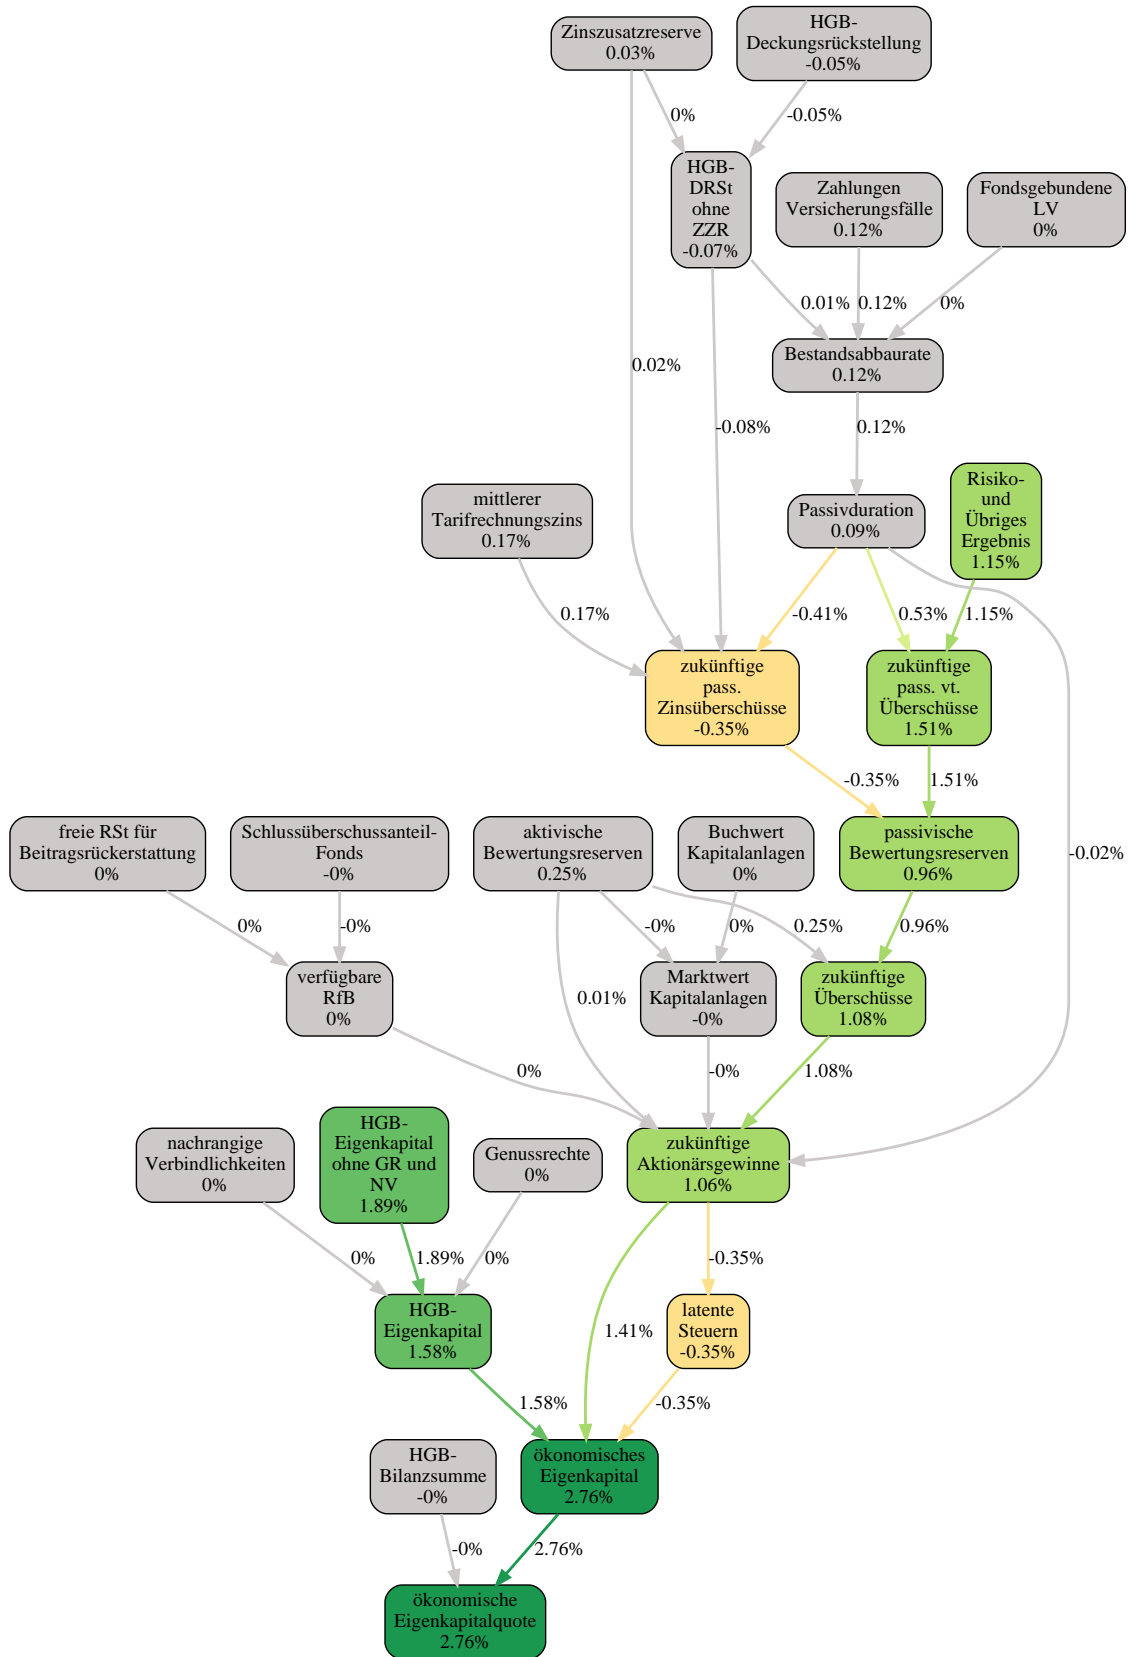 Zinszusatzreserve
0.03%
HGB-
Deckungsrückstellung
-0.05%
0%
-0.05%
HGB-
DRSt
ohne
ZZR
-0.07%
Zahlungen
Versicherungsfälle
0.12%
Fondsgebundene
LV
0%
0.01%
0.12%
0%
Bestandsabbaurate
0.12%
0.02%
-0.08%
0.12%
mittlerer
Tarifrechnungszins
0.17%
Passivduration
0.09%
Risiko-
und
Übriges
Ergebnis
1.15%
0.17%
-0.41%
0.53%
1.15%
zukünftige
pass.
Zinsüberschüsse
-0.35%
zukünftige
pass. vt.
Überschüsse
1.51%
-0.35%
1.51%
freie RSt für
Beitragsrückerstattung
0%
Schlussüberschussanteil-
Fonds
-0%
aktivische
Bewertungsreserven
0.25%
Buchwert
Kapitalanlagen
0%
passivische
Bewertungsreserven
0.96%
-0.02%
0%
-0%
-0%
0%
0.25%
0.96%
verfügbare
RfB
0%
0.01%
Marktwert
Kapitalanlagen
-0%
zukünftige
Überschüsse
1.08%
0%
-0%
1.08%
nachrangige
Verbindlichkeiten
0%
HGB-
Eigenkapital
ohne GR und
NV
1.89%
Genussrechte
0%
zukünftige
Aktionärsgewinne
1.06%
0%
1.89%
0%
-0.35%
HGB-
Eigenkapital
1.58%
1.41%
latente
Steuern
-0.35%
1.58%
-0.35%
HGB-
Bilanzsumme
-0%
ökonomisches
Eigenkapital
2.76%
-0%
2.76%
ökonomische
Eigenkapitalquote
2.76%